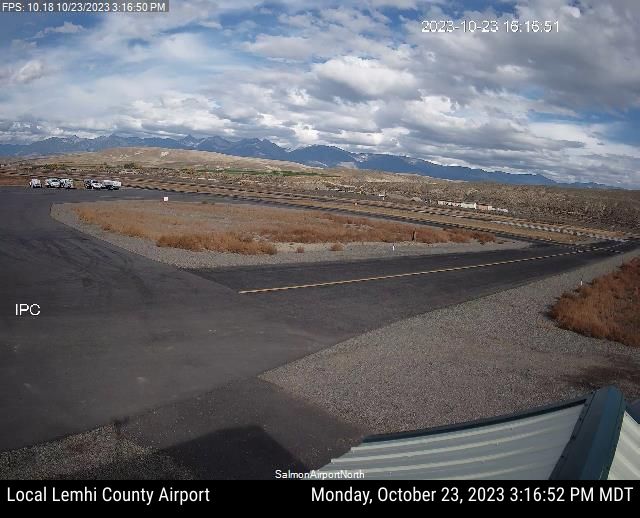 FPS: 10.18 10/23/2023 3:16:50 PM
2023-10-23 15:15:51
IPC
SalmonAirportNorth
Local Lemhi County Airport
Monday, October 23, 2023 3:16:52 PM MDT